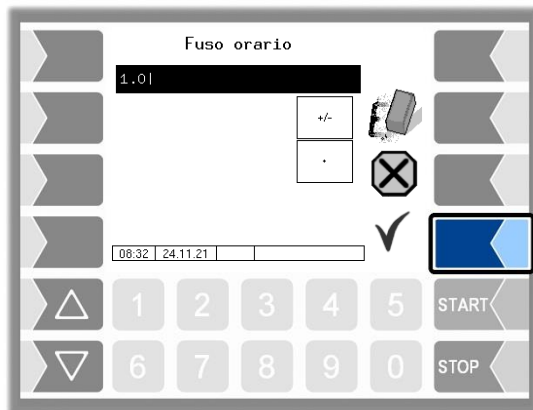 Fuso orario
1.0
+/-
.
08:32 24.11.21
1 2 3 4 5 START
6 7 8 9 0 STOP